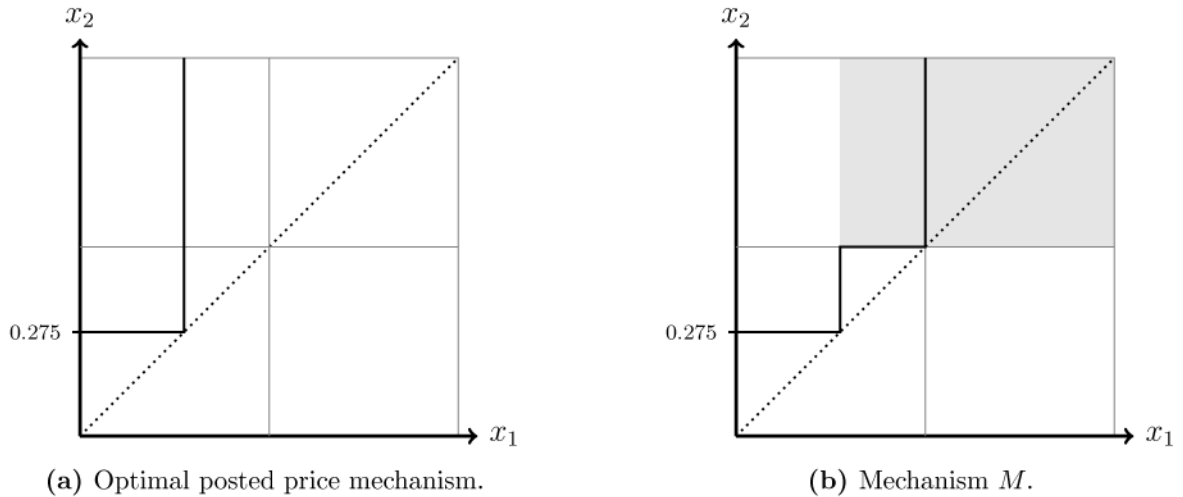 x₂
x₂
0.275
0.275
x₁
x₁
(a) Optimal posted price mechanism.
(b) Mechanism M.